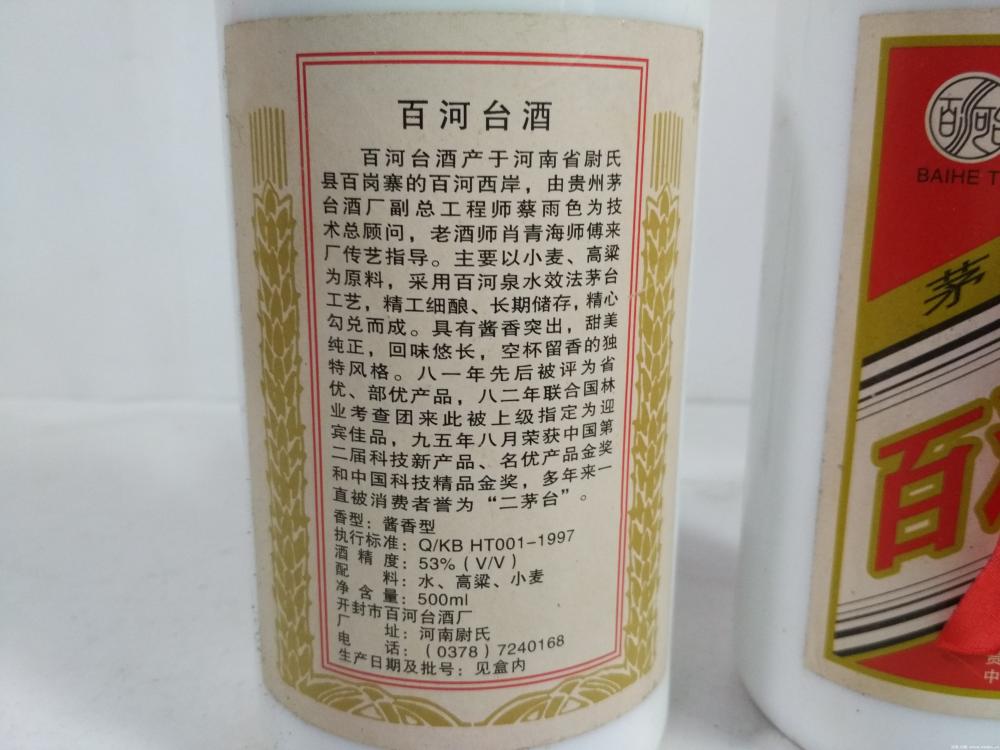 百河台酒
百河台酒产于河南省尉氏
县百岗寨的百河西岸，由贵州茅
台酒厂副总工程师蔡雨色为技
术总顾问，老酒师肖青海师傅来
厂传艺指导。主要以小麦、高粱
为原料，采用百河泉水效法茅台
工艺，精工细酿、长期储存，精心
勾兑而成。具有酱香突出，甜美
纯正，回味悠长，空杯留香的独
特风格。八一年先后被评为省
优、部优产品，八二年联合国林
业考查团来此被上级指定为迎
宾佳品，九五年八月荣获中国第
二届科技新产品、名优产品金奖
和中国科技精品金奖，多年来一
直被消费者誉为“二茅台”。
香型：酱香型
执行标准：Q/KB HT001-1997
酒精度：53%（V/V）
配料：水、高粱、小麦
净含量：500ml
开封市百河台酒厂
厂址：河南尉氏
电话：（0378）7240168
生产日期及批号：见盒内
百河台
BAIHE T
茅
百
中